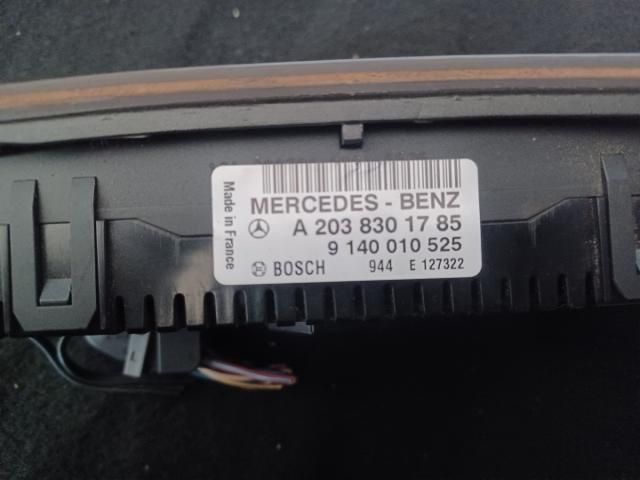 MERCEDES - BENZ
A 203 830 17 85
9 140 010 525
BOSCH 944 E 127322
Made in France